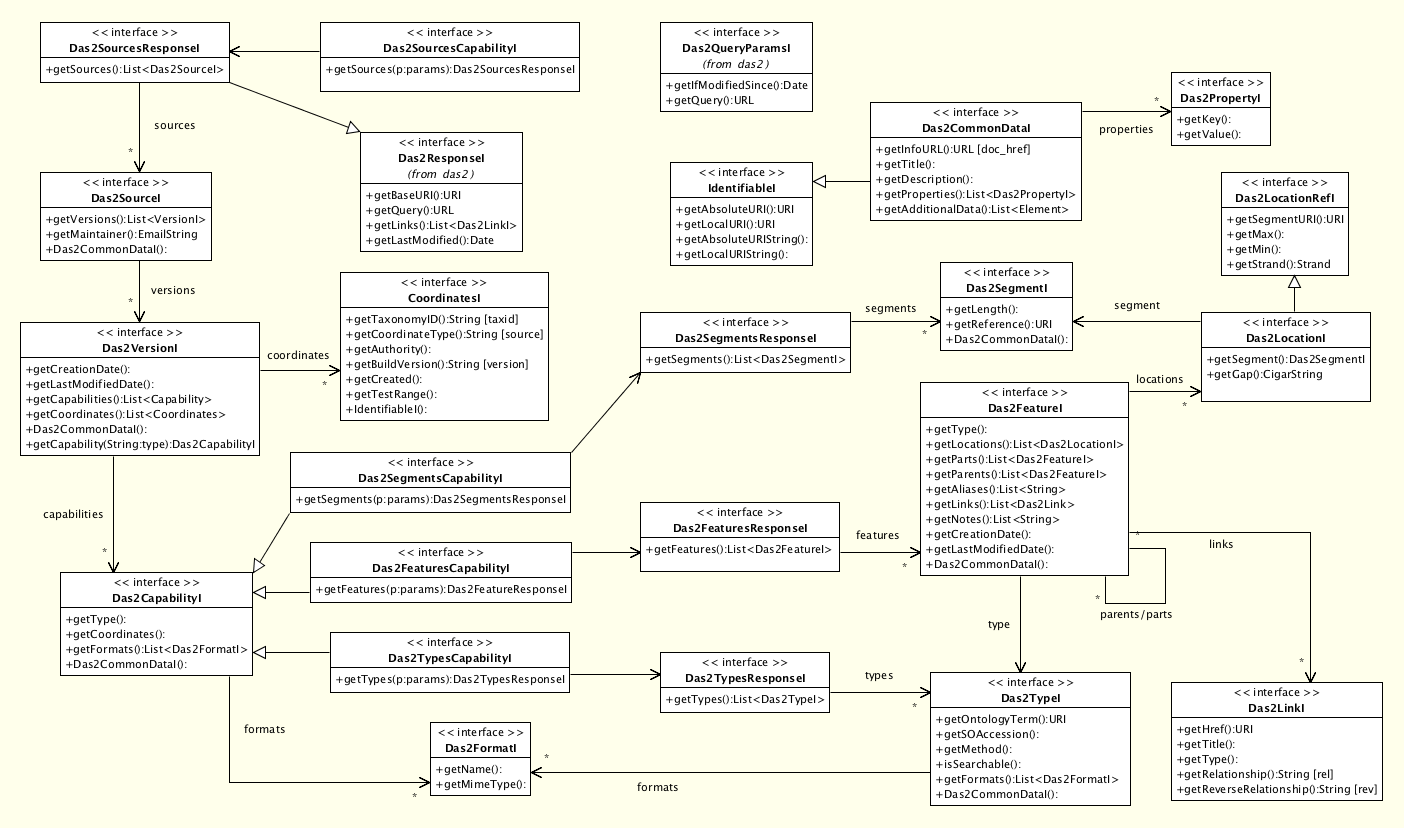 << interface >>
Das2SourcesResponseI
+getSources():List<Das2SourceI>
<< interface >>
Das2SourcesCapabilityI
+getSources(p:params):Das2SourcesResponseI
<< interface >>
Das2QueryParamsI
(from das2)
+getIfModifiedSince():Date
+getQuery():URL
<< interface >>
Das2PropertyI
+getKey():
+getValue():
*
properties
<< interface >>
Das2CommonDataI
+getInfoURL():URL [doc_href]
+getTitle():
+getDescription():
+getProperties():List<Das2PropertyI>
+getAdditionalData():List<Element>
sources
*
<< interface >>
Das2ResponseI
(from das2)
+getBaseURI():URI
+getQuery():URL
+getLinks():List<Das2LinkI>
+getLastModified():Date
<< interface >>
IdentifiableI
+getAbsoluteURI():URI
+getLocalURI():URI
+getAbsoluteURIString():
+getLocalURIString():
<< interface >>
Das2LocationRefI
+getSegmentURI():URI
+getMax():
+getMin():
+getStrand():Strand
<< interface >>
Das2SourceI
+getVersions():List<VersionI>
+getMaintainer():EmailString
+Das2CommonDataI():
versions
*
<< interface >>
CoordinatesI
+getTaxonomyID():String [taxid]
+getCoordinateType():String [source]
+getAuthority():
+getBuildVersion():String [version]
+getCreated():
+getTestRange():
+IdentifiableI():
<< interface >>
Das2SegmentI
+getLength():
+getReference():URI
+Das2CommonDataI():
segments
*
segment
<< interface >>
Das2SegmentsResponseI
+getSegments():List<Das2SegmentI>
<< interface >>
Das2LocationI
+getSegment():Das2SegmentI
+getGap():CigarString
<< interface >>
Das2VersionI
+getCreationDate():
+getLastModifiedDate():
+getCapabilities():List<Capability>
+getCoordinates():List<Coordinates>
+Das2CommonDataI():
+getCapability(String:type):Das2CapabilityI
coordinates
*
locations
*
<< interface >>
Das2FeatureI
+getType():
+getLocations():List<Das2LocationI>
+getParts():List<Das2FeatureI>
+getParents():List<Das2FeatureI>
+getAliases():List<String>
+getLinks():List<Das2Link>
+getNotes():List<String>
+getCreationDate():
+getLastModifiedDate():
+Das2CommonDataI():
<< interface >>
Das2SegmentsCapabilityI
+getSegments(p:params):Das2SegmentsResponseI
capabilities
*
<< interface >>
Das2FeaturesResponseI
+getFeatures():List<Das2FeatureI>
features
*
*
links
*
*
parents/parts
<< interface >>
Das2FeaturesCapabilityI
+getFeatures(p:params):Das2FeatureResponseI
<< interface >>
Das2CapabilityI
+getType():
+getCoordinates():
+getFormats():List<Das2FormatI>
+Das2CommonDataI():
type
<< interface >>
Das2TypesCapabilityI
+getTypes(p:params):Das2TypesResponseI
<< interface >>
Das2TypesResponseI
+getTypes():List<Das2TypeI>
types
*
<< interface >>
Das2TypeI
+getOntologyTerm():URI
+getSOAccession():
+getMethod():
+isSearchable():
+getFormats():List<Das2FormatI>
+Das2CommonDataI():
<< interface >>
Das2LinkI
+getHref():URI
+getTitle():
+getType():
+getRelationship():String [rel]
+getReverseRelationship():String [rev]
formats
*
<< interface >>
Das2FormatI
+getName():
+getMimeType():
*
formats